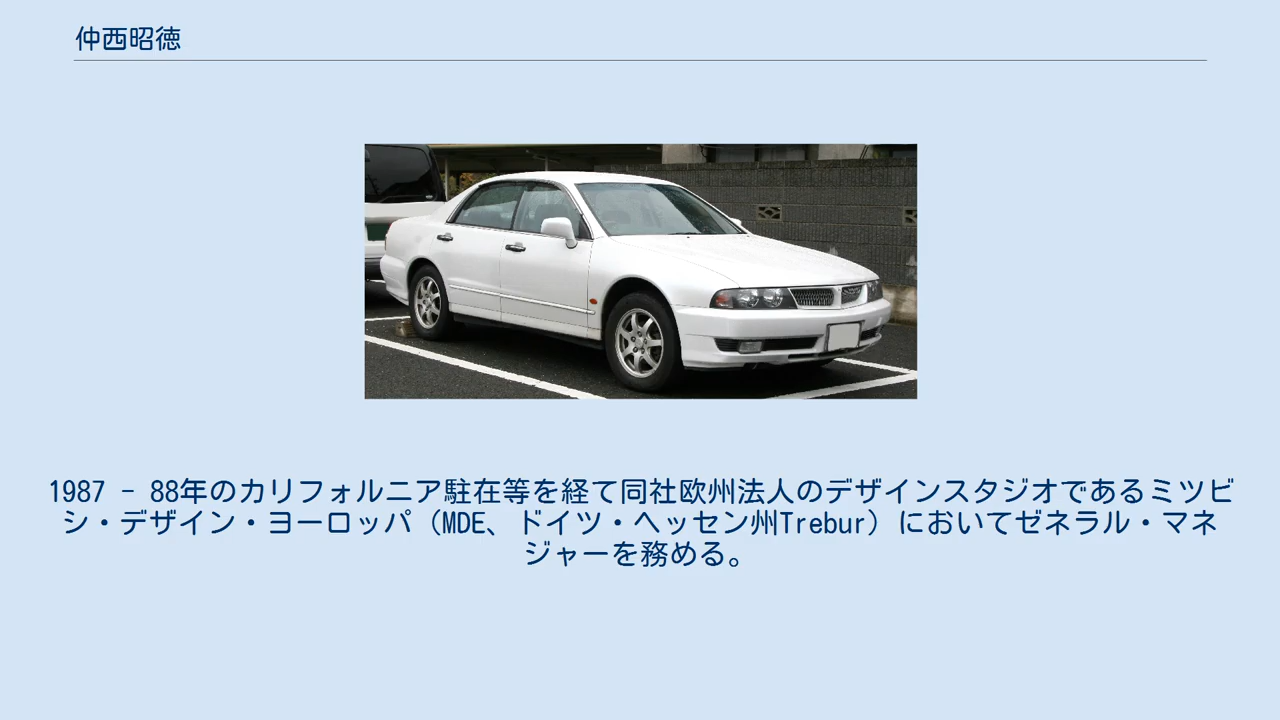 仲西昭徳
1987 - 88年のカリフォルニア駐在等を経て同社欧州法人のデザインスタジオであるミツビ
シ・デザイン・ヨーロッパ（MDE、ドイツ・ヘッセン州Trebur）においてゼネラル・マネ
ジャーを務める。